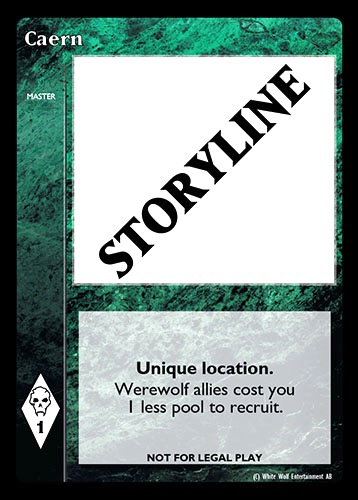 Caern
MASTER
STORYLINE
Unique location.
Werewolf allies cost you
1 less pool to recruit.
1
NOT FOR LEGAL PLAY
(C) White Wolf Entertainment AB